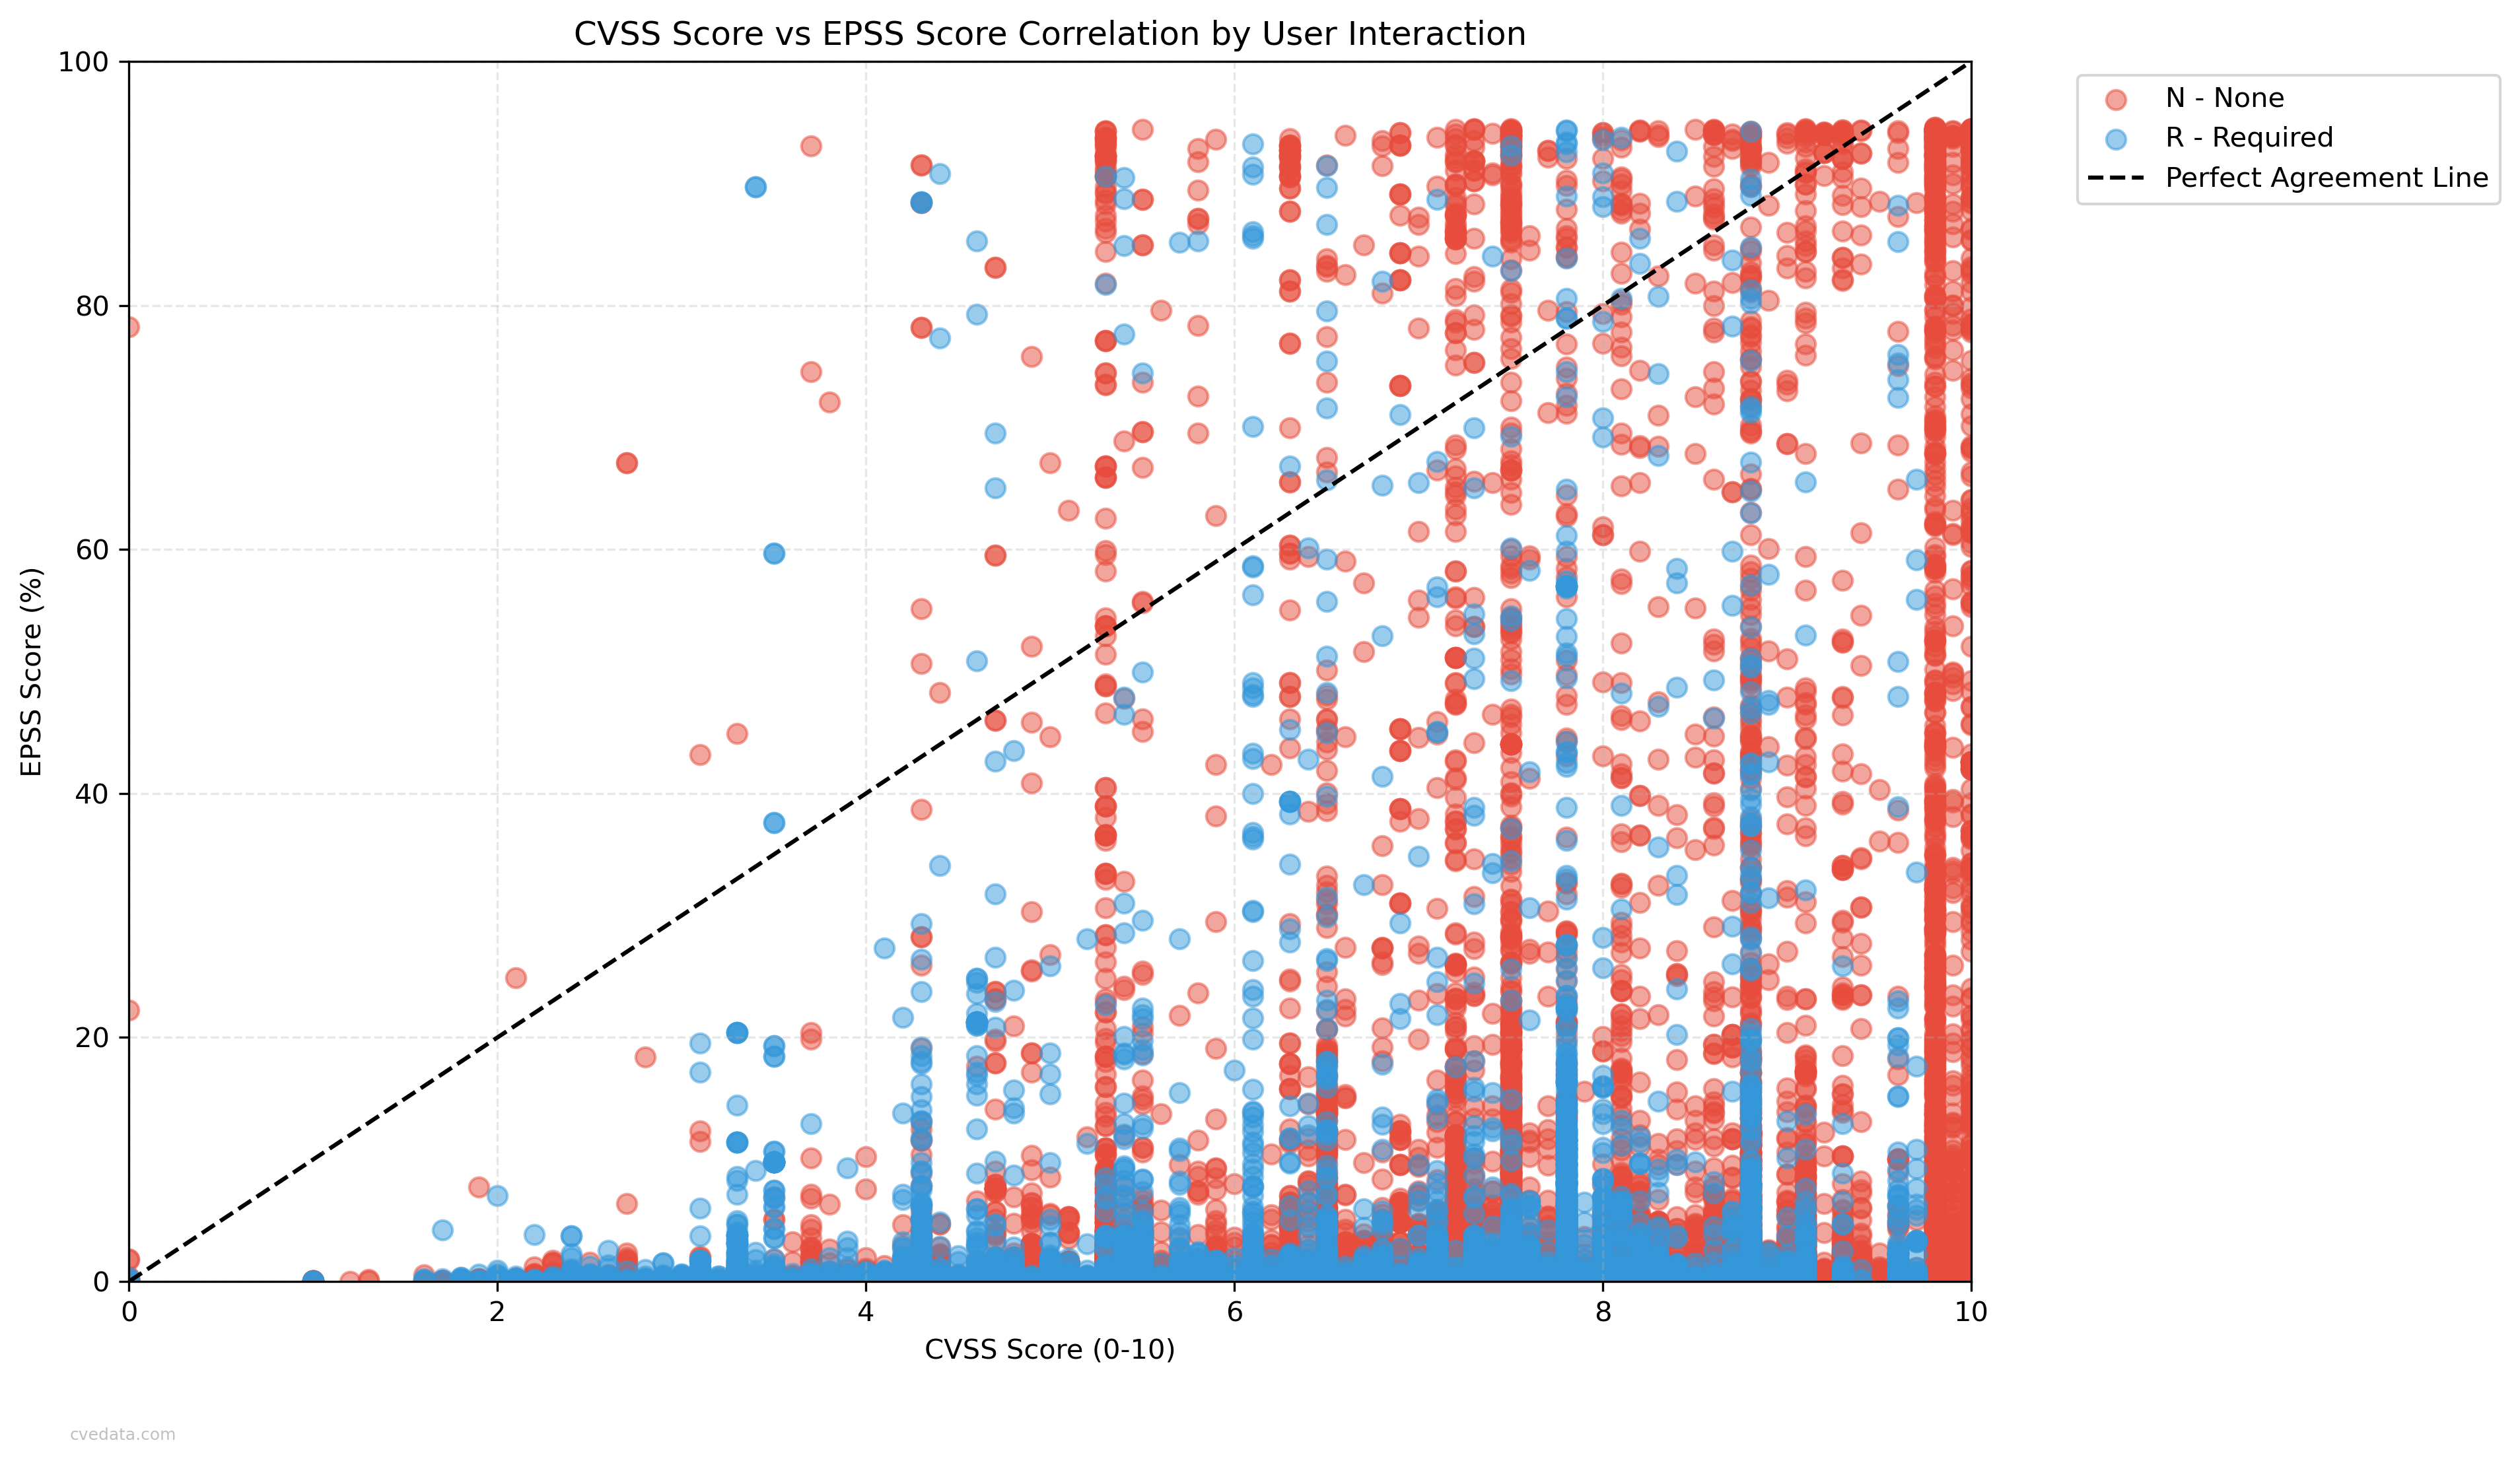 CVSS Score vs EPSS Score Correlation by User Interaction
N - None
R - Required
Perfect Agreement Line
EPSS Score (%)
100
80
60
40
20
0
0 2 4 6 8 10
CVSS Score (0-10)
cvedata.com